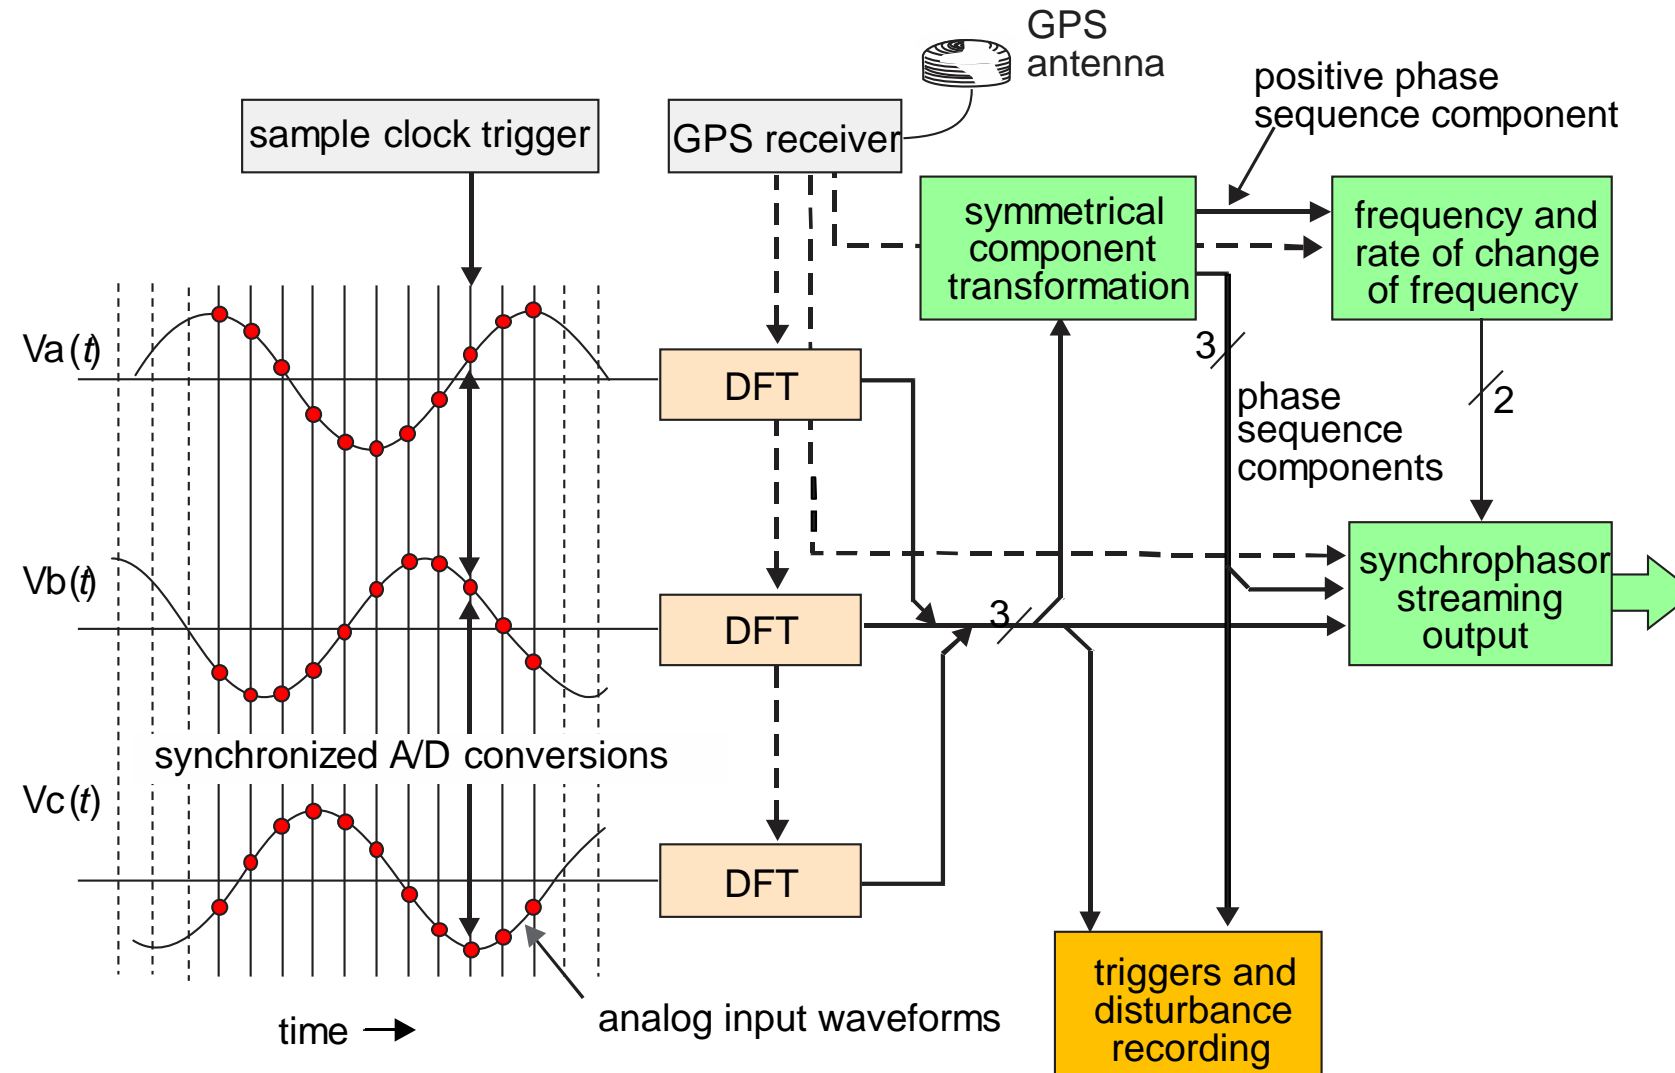 GPS
antenna
positive phase
sequence component
sample clock trigger
GPS receiver
symmetrical
component
transformation
frequency and
rate of change
of frequency
Va(t)
DFT
3
phase
sequence
components
2
Vb(t)
DFT
3
synchrophasor
streaming
output
synchronized A/D conversions
Vc(t)
DFT
time
analog input waveforms
triggers and
disturbance
recording